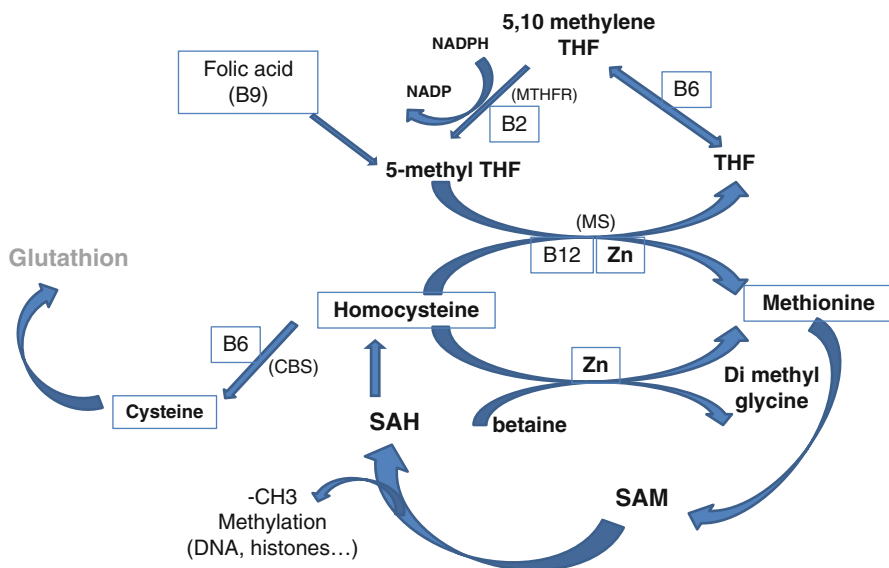 5,10 methylene
THF
NADPH
Folic acid
(B9)
NADP
(MTHFR)
B2
B6
5-methyl THF
THF
(MS)
B12
Zn
Glutathion
Homocysteine
Methionine
B6
(CBS)
Zn
Di methyl
glycine
Cysteine
SAH
betaine
-CH3
Methylation
(DNA, histones…)
SAM